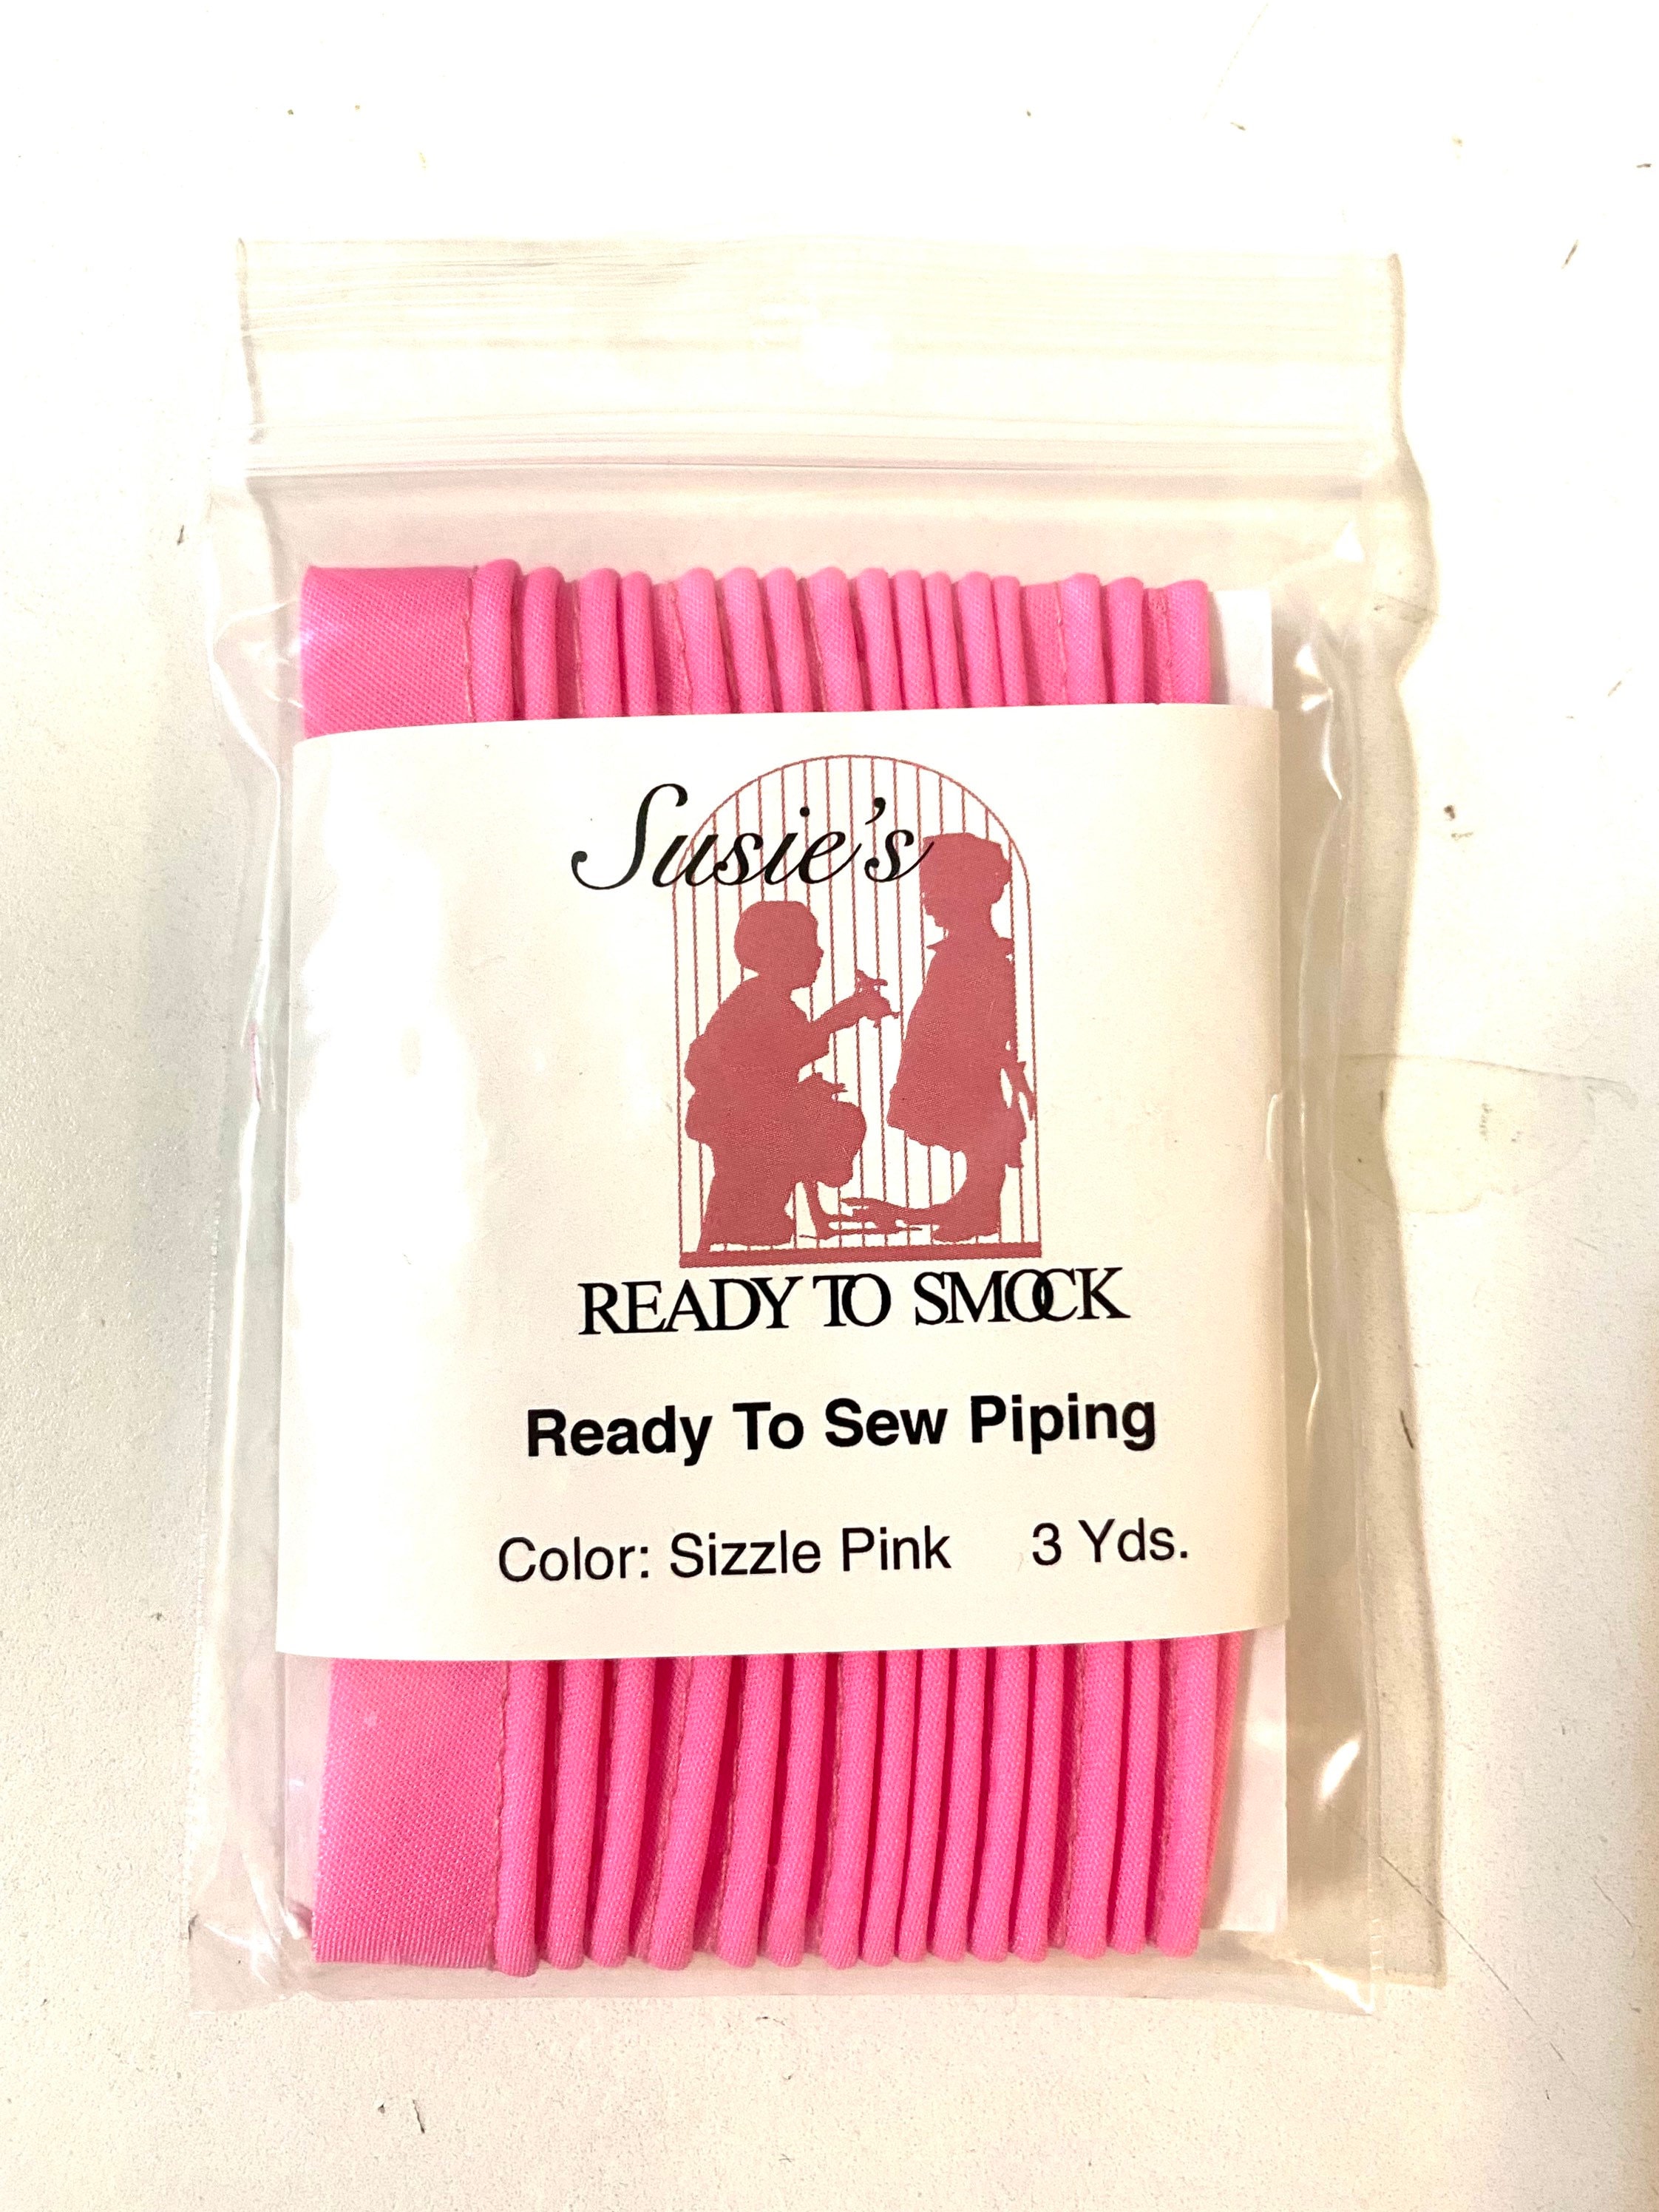 Susie's
READY TO SMOCK
Ready To Sew Piping
Color: Sizzle Pink 3 Yds.